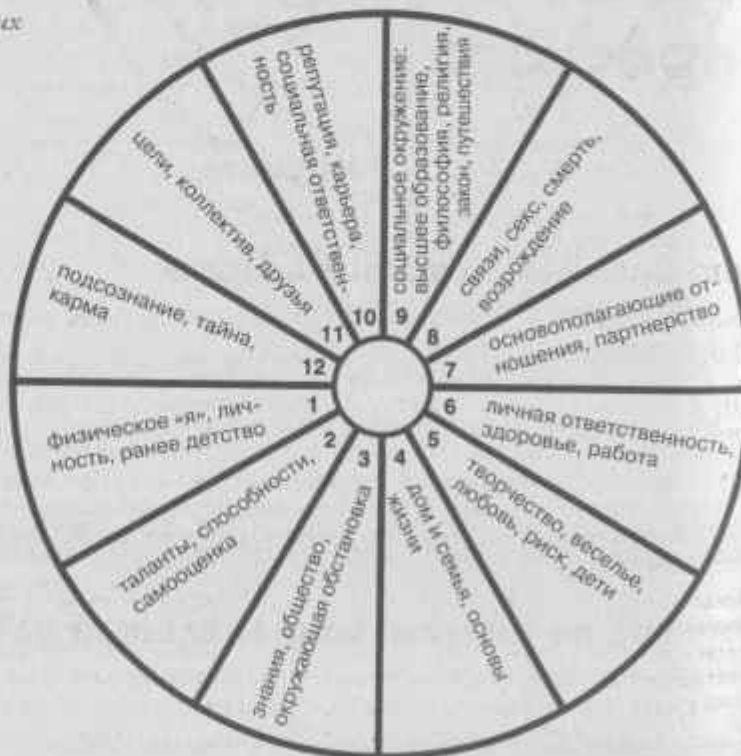 их
репутация, карьера,
социальная ответствен-
ность
социальное окружение:
высшее образование,
философия, религия,
закон, путешествия
цели, коллектив, друзья
связи, секс, смерть,
возрождение
подсознание, тайна,
карма
основополагающие от-
ношения, партнерство
10
9
11
8
12
7
1
6
2
5
3
4
физическое «я», лич-
ность, ранее детство
личная ответственность,
здоровье, работа
таланты, способности,
самооценка
творчество, веселье,
любовь, риск, дети
знания, общество,
окружающая обстановка
дом и семья, основы
жизни